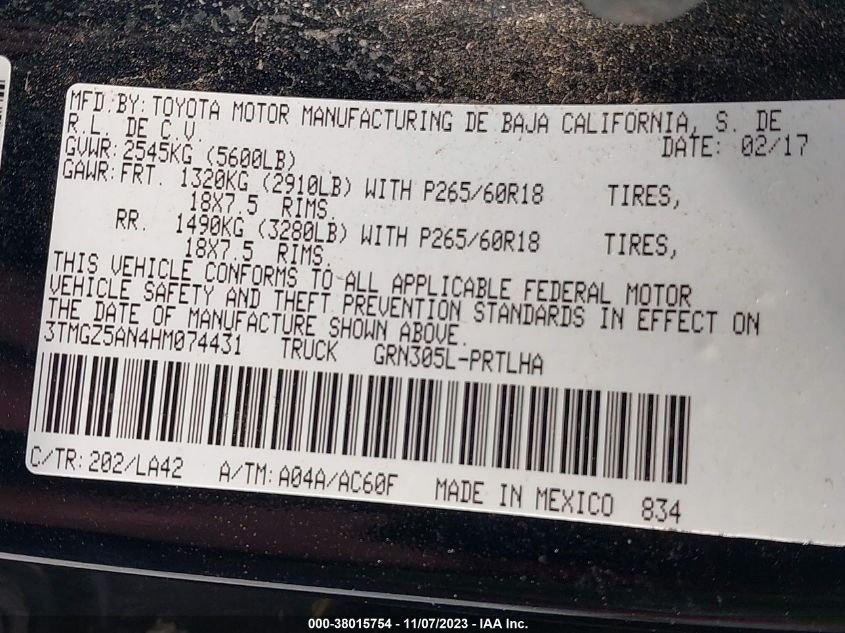 MFD.BY: TOYOTA MOTOR MANUFACTURING DE BAJA CALIFORNIA, S. DE
R.L. DE C.V. DATE: 02/17
GVWR: 2545KG (5600LB)
GAWR: FRT. 1320KG (2910LB) WITH P265/60R18 TIRES,
18X7.5 RIMS
RR. 1490KG (3280LB) WITH P265/60R18 TIRES,
18X7.5 RIMS
THIS VEHICLE CONFORMS TO ALL APPLICABLE FEDERAL MOTOR
VEHICLE SAFETY AND THEFT PREVENTION STANDARDS IN EFFECT ON
THE DATE OF MANUFACTURE SHOWN ABOVE.
3TMGZ5AN4HM074431 TRUCK GRN305L-PRTLHA
C/TR: 202/LA42 A/TM: A04A/AC60F MADE IN MEXICO 834
000-38015754 - 11/07/2023 - IAA Inc.